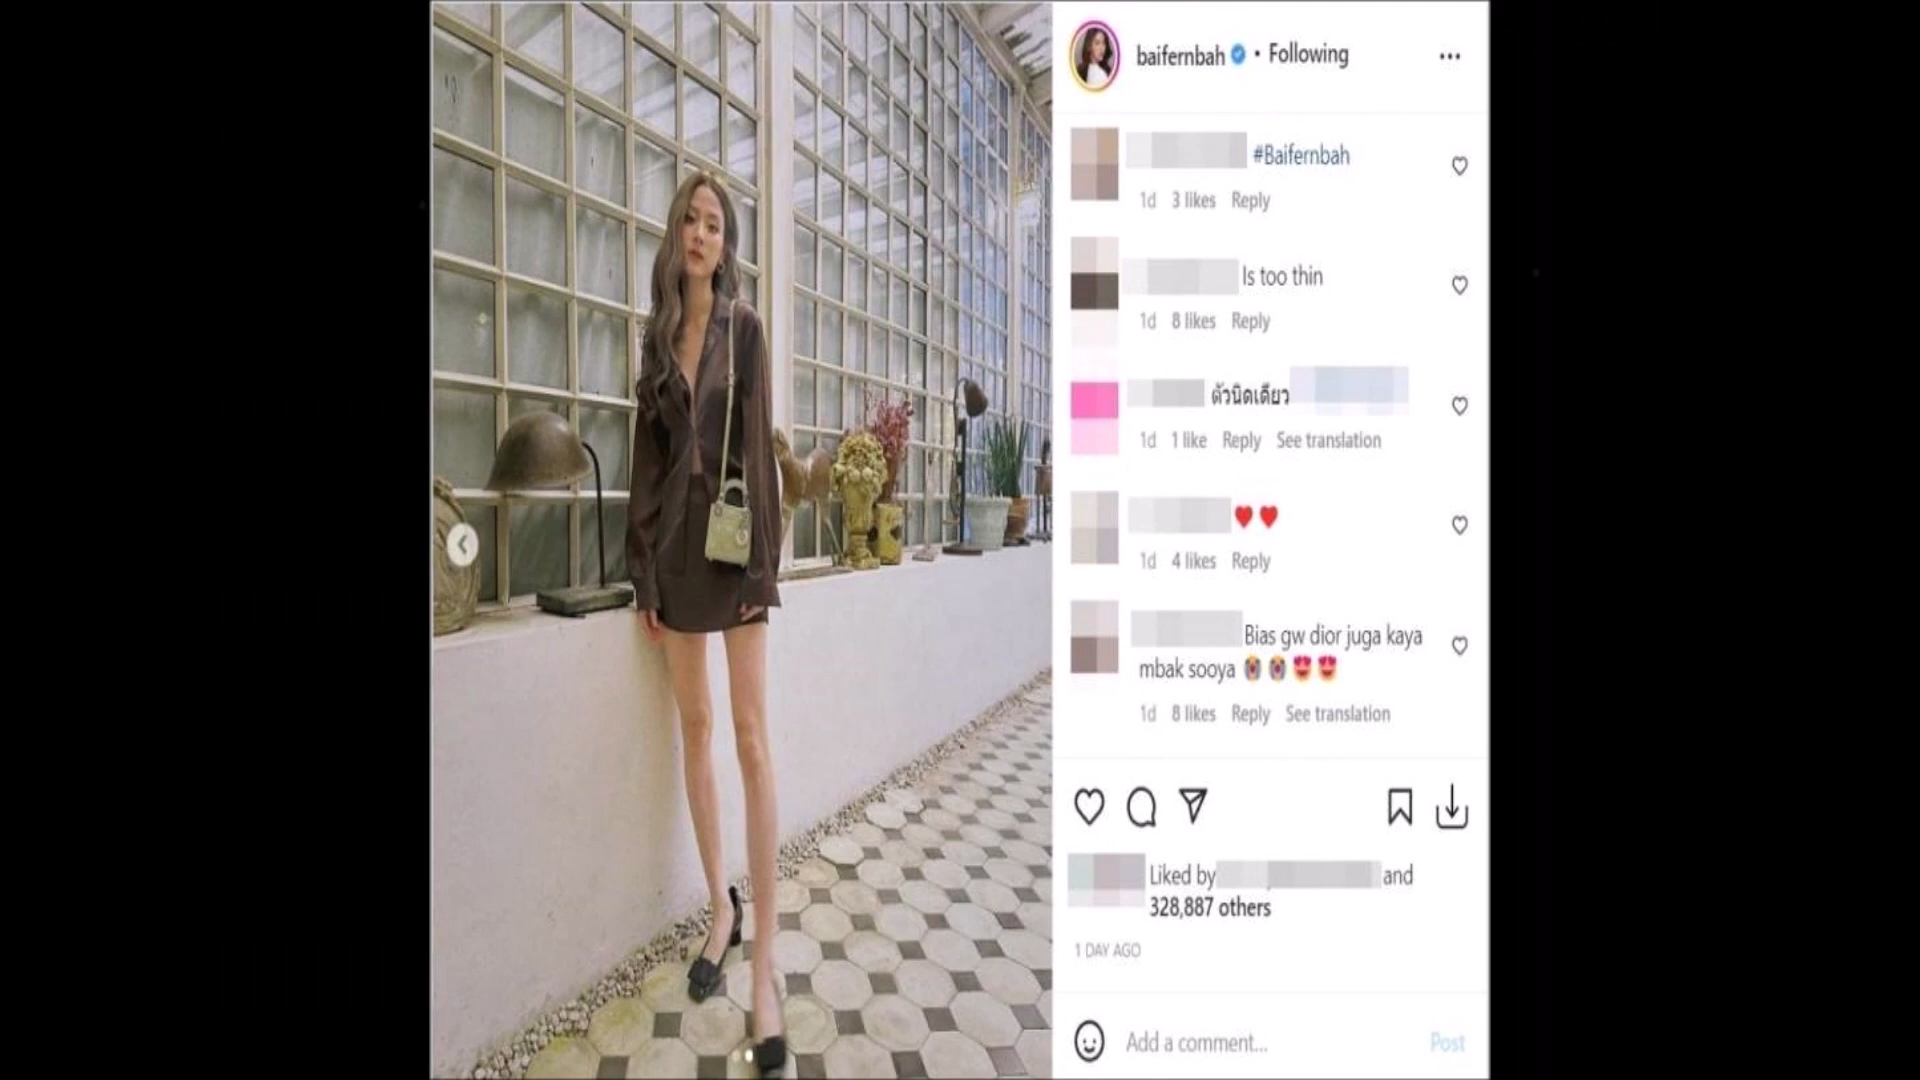 baifernbah • Following
#Baifernbah
1d 3 likes Reply
Is too thin
1d 8 likes Reply
ตัวนิดเดียว
1d 1 like Reply See translation
1d 4 likes Reply
Bias gw dior juga kaya
mbak sooya
1d 8 likes Reply See translation
Liked by and
328,887 others
1 DAY AGO
Add a comment... Post